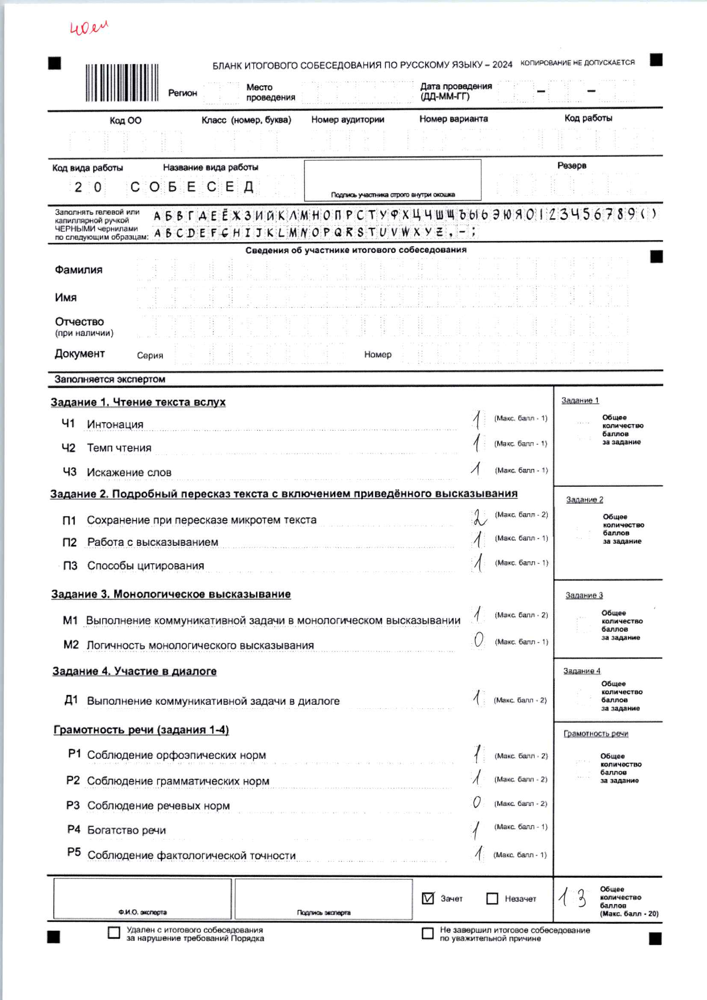 БЛАНК ИТОГОВОГО СОБЕСЕДОВАНИЯ ПО РУССКОМУ ЯЗЫКУ – 2024 КОПИРОВАНИЕ НЕ ДОПУСКАЕТСЯ
Регион Место проведения Дата проведения (ДД-ММ-ГГ) – –
Код ОО Класс (номер, буква) Номер аудитории Номер варианта Код работы
Код вида работы Название вида работы Резерв
20 СОБЕСЕД
Подпись участника строго внутри окошка
Заполнять гелевой или
капиллярной ручкой
ЧЕРНЫМИ чернилами
по следующим образцам:
А Б В Г Д Е Ё Ж З И Й К Л М Н О П Р С Т У Ф Х Ц Ч Ш Щ Ъ Ы Ь Э Ю Я 0 1 2 3 4 5 6 7 8 9 ( )
A B C D E F G H I J K L M N O P Q R S T U V W X Y Z , - ;
Сведения об участнике итогового собеседования
Фамилия
Имя
Отчество
(при наличии)
Документ Серия Номер
Заполняется экспертом
Задание 1. Чтение текста вслух
Ч1 Интонация 1 (Макс. балл - 1)
Ч2 Темп чтения 1 (Макс. балл - 1)
Ч3 Искажение слов 1 (Макс. балл - 1)
Задание 1
Общее
количество
баллов
за задание
Задание 2. Подробный пересказ текста с включением приведённого высказывания
П1 Сохранение при пересказе микротем текста 2 (Макс. балл - 2)
П2 Работа с высказыванием 1 (Макс. балл - 1)
П3 Способы цитирования 1 (Макс. балл - 1)
Задание 2
Общее
количество
баллов
за задание
Задание 3. Монологическое высказывание
М1 Выполнение коммуникативной задачи в монологическом высказывании 1 (Макс. балл - 2)
М2 Логичность монологического высказывания 0 (Макс. балл - 1)
Задание 3
Общее
количество
баллов
за задание
Задание 4. Участие в диалоге
Д1 Выполнение коммуникативной задачи в диалоге 1 (Макс. балл - 2)
Задание 4
Общее
количество
баллов
за задание
Грамотность речи (задания 1-4)
Р1 Соблюдение орфоэпических норм 1 (Макс. балл - 2)
Р2 Соблюдение грамматических норм 1 (Макс. балл - 2)
Р3 Соблюдение речевых норм 0 (Макс. балл - 2)
Р4 Богатство речи 1 (Макс. балл - 1)
Р5 Соблюдение фактологической точности 1 (Макс. балл - 1)
Грамотность речи
Общее
количество
баллов
за задание
Ф.И.О. эксперта Подпись эксперта Зачет Незачет 13
Общее
количество
баллов
(Макс. балл - 20)
Удален с итогового собеседования
за нарушение требований Порядка
Не завершил итоговое собеседование
по уважительной причине